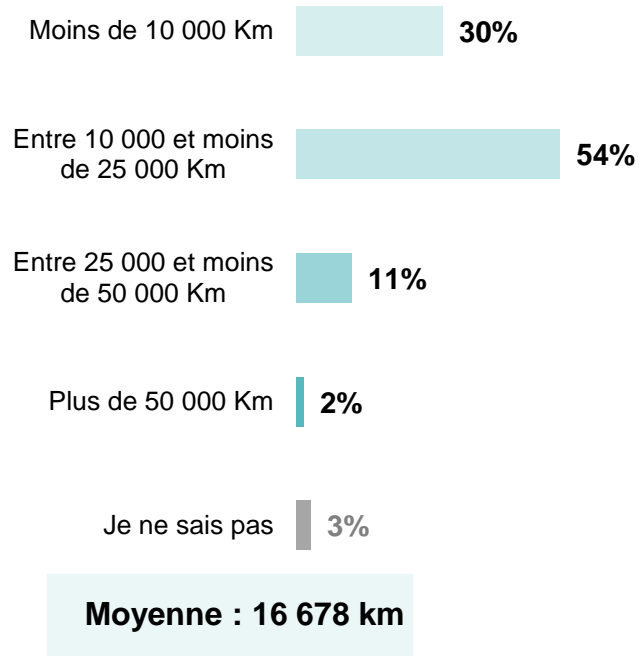 Moins de 10 000 Km 30%
Entre 10 000 et moins
de 25 000 Km
54%
Entre 25 000 et moins
de 50 000 Km
11%
Plus de 50 000 Km 2%
Je ne sais pas 3%
Moyenne : 16 678 km